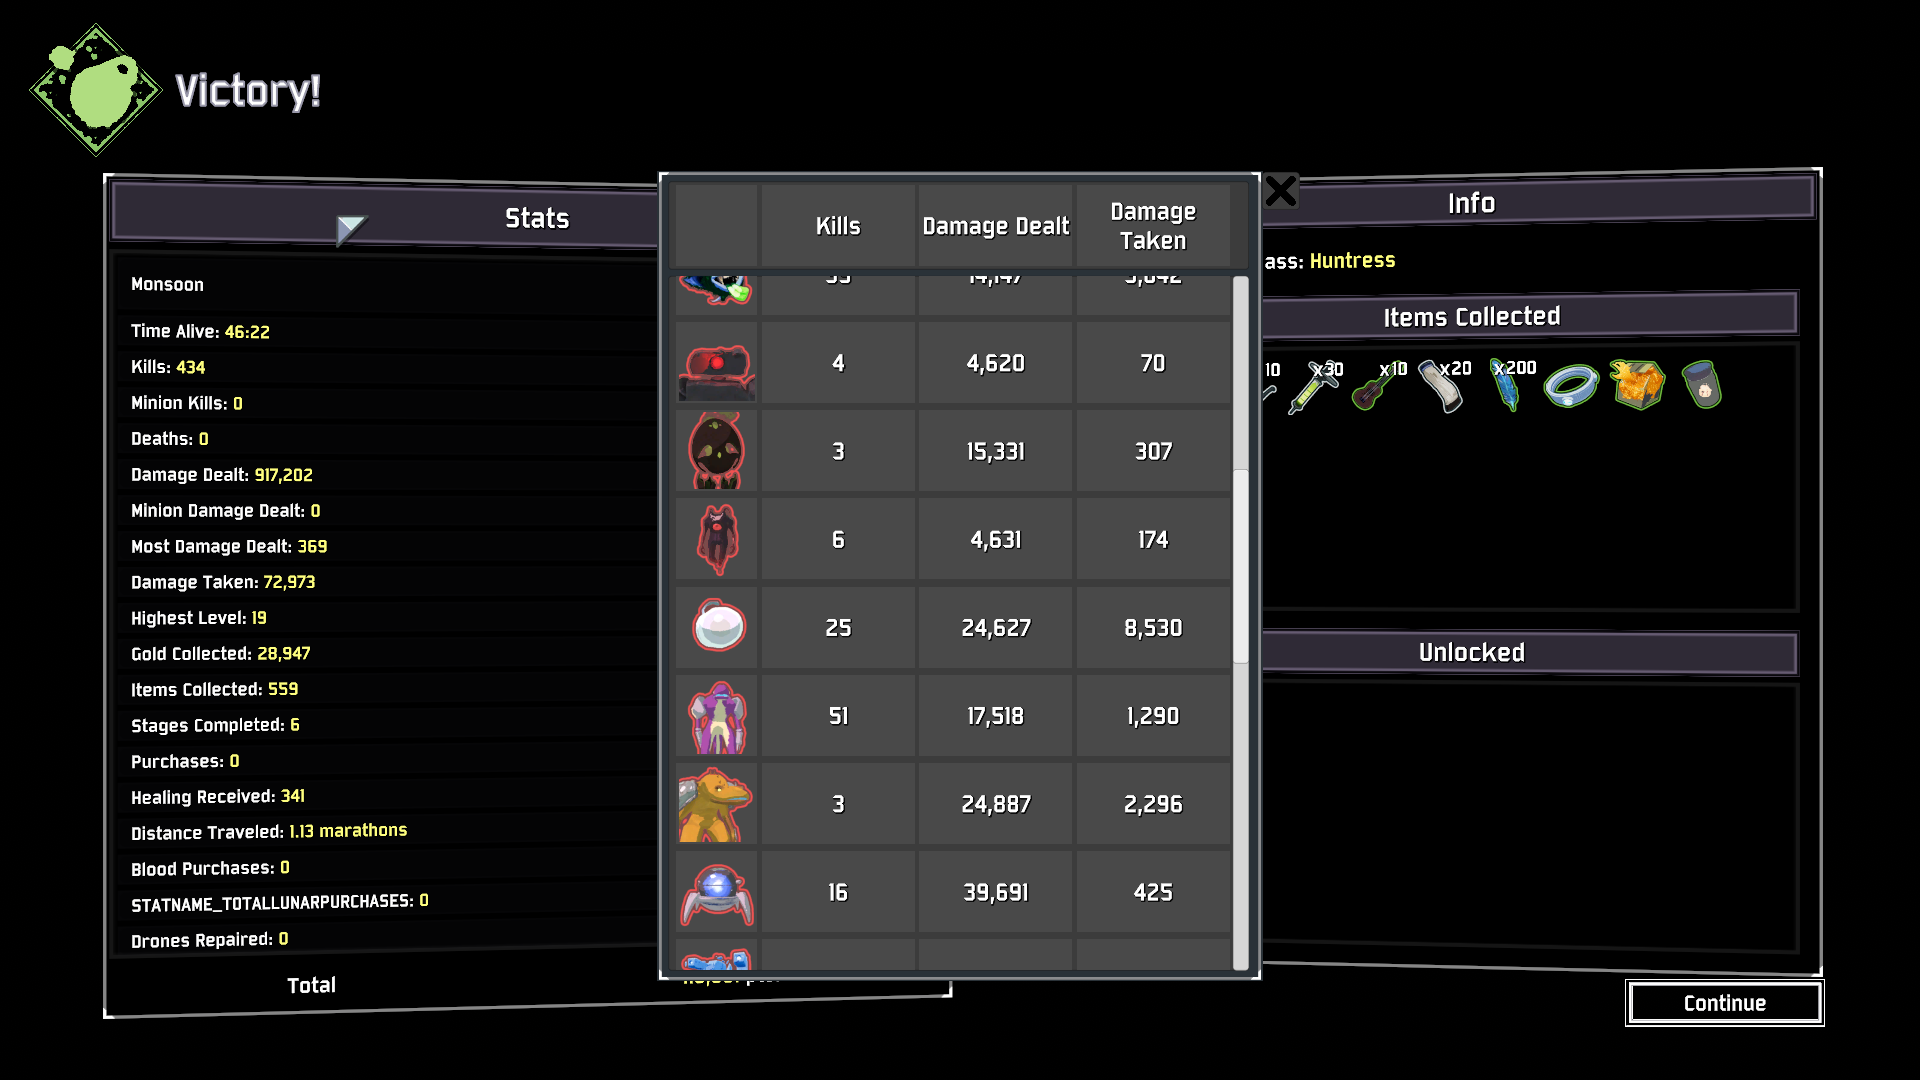 Victory!
Stats
Monsoon
Time Alive: 46:22
Kills: 434
Minion Kills: 0
Deaths: 0
Damage Dealt: 917,202
Minion Damage Dealt: 0
Most Damage Dealt: 369
Damage Taken: 72,973
Highest Level: 19
Gold Collected: 28,947
Items Collected: 559
Stages Completed: 6
Purchases: 0
Healing Received: 341
Distance Traveled: 1.13 marathons
Blood Purchases: 0
STATNAME_TOTALLUNARPURCHASES: 0
Drones Repaired: 0
Total
Kills Damage Dealt Damage Taken
4 4,620 70
3 15,331 307
6 4,631 174
25 24,627 8,530
51 17,518 1,290
3 24,887 2,296
16 39,691 425
Info
ass: Huntress
Items Collected
10 x30 x10 x20 x200
Unlocked
Continue